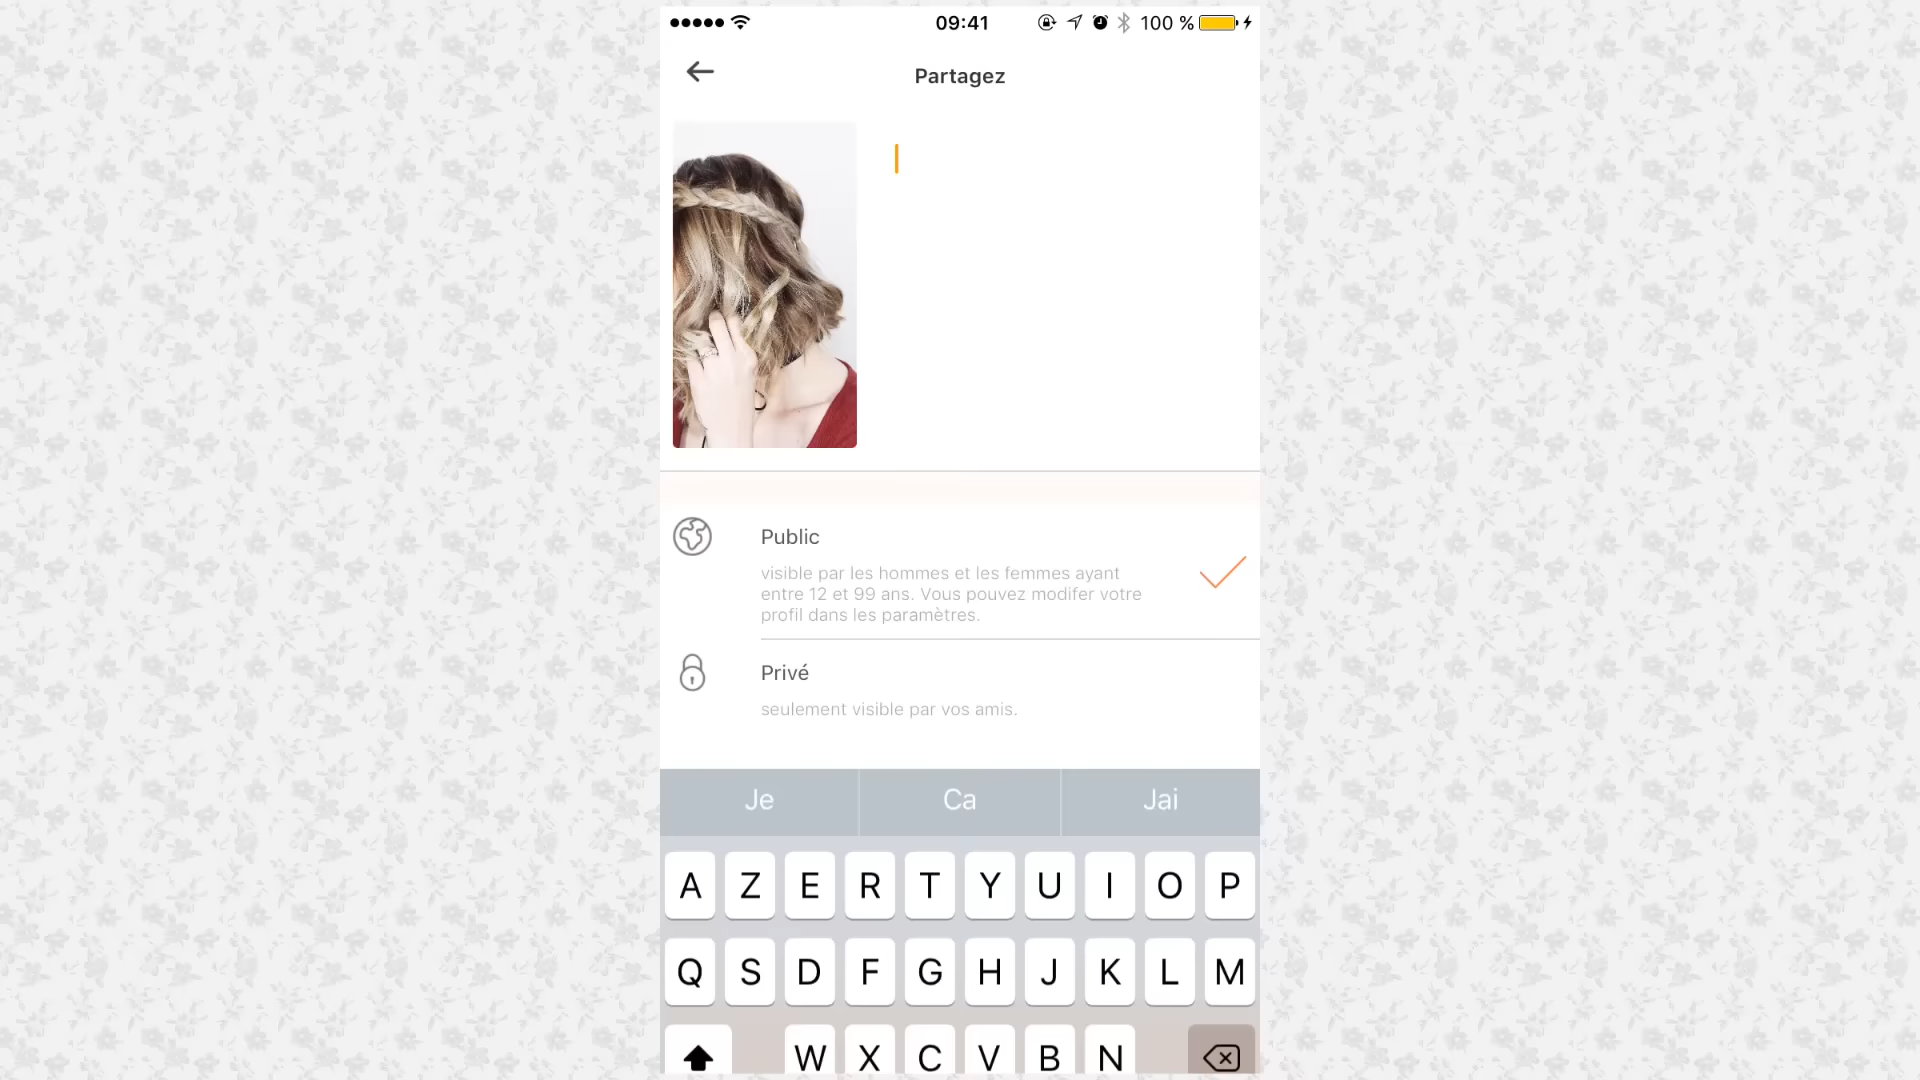 09:41 100 %
Partagez
Public
visible par les hommes et les femmes ayant
entre 12 et 99 ans. Vous pouvez modifer votre
profil dans les paramètres.
Privé
seulement visible par vos amis.
Je Ca Jai
A Z E R T Y U I O P
Q S D F G H J K L M
W X C V B N